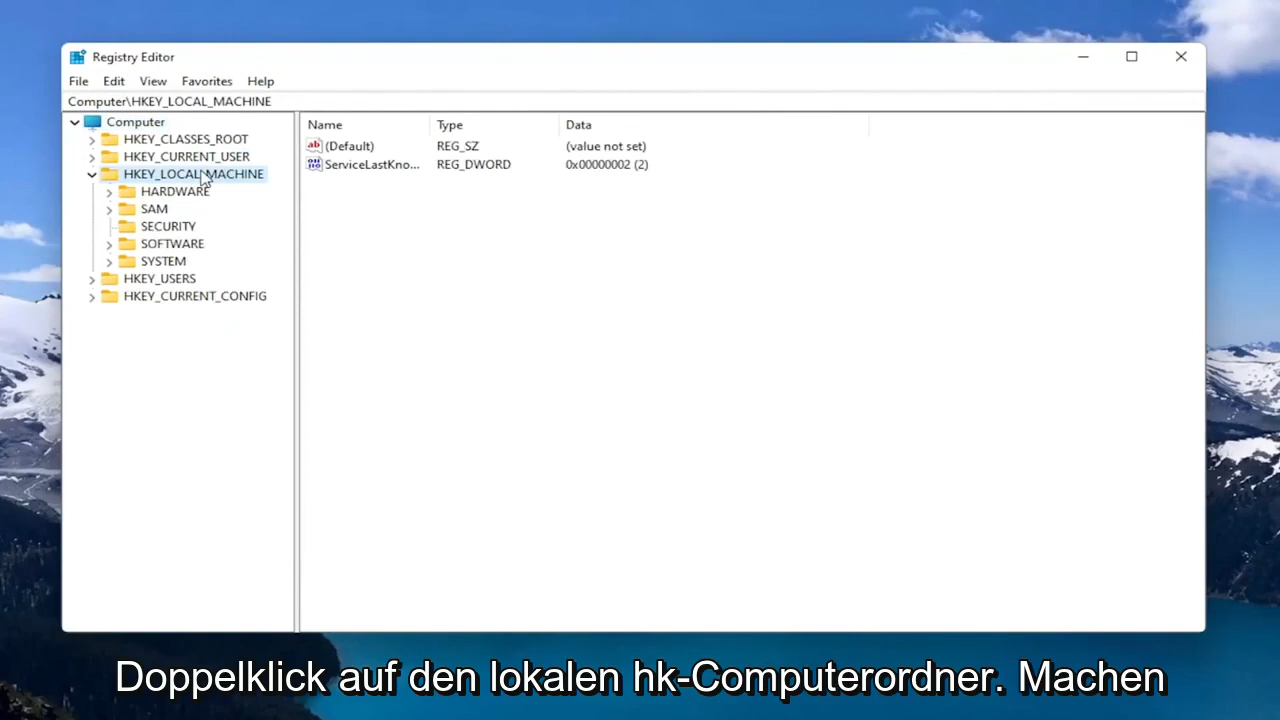 Registry Editor
File Edit View Favorites Help
Computer\HKEY_LOCAL_MACHINE
Computer
HKEY_CLASSES_ROOT
HKEY_CURRENT_USER
HKEY_LOCAL_MACHINE
HARDWARE
SAM
SECURITY
SOFTWARE
SYSTEM
HKEY_USERS
HKEY_CURRENT_CONFIG
Name Type Data
(Default) REG_SZ (value not set)
ServiceLastKno... REG_DWORD 0x00000002 (2)
Doppelklick auf den lokalen hk-Computerordner. Machen